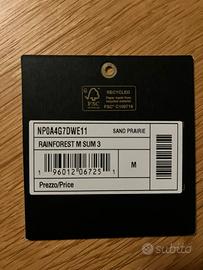 RECYCLED
Paper made from
recycled material
FSC
FSC® C109716
NP0A4G7DWE11
SAND PRAIRIE
RAINFOREST M SUM 3
M
1 96012 06725 1
Prezzo/Price
subito